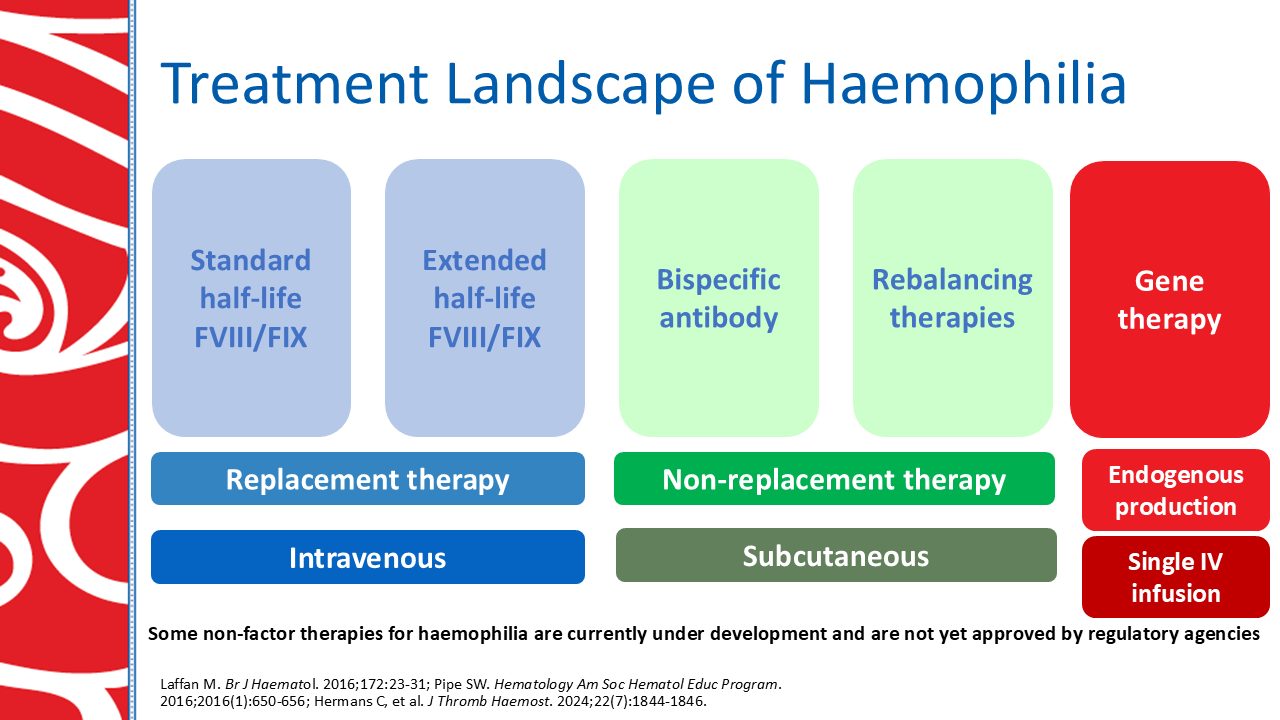 Treatment Landscape of Haemophilia
Standard
half-life
FVIII/FIX
Extended
half-life
FVIII/FIX
Bispecific
antibody
Rebalancing
therapies
Gene
therapy
Replacement therapy
Non-replacement therapy
Endogenous
production
Intravenous
Subcutaneous
Single IV
infusion
Some non-factor therapies for haemophilia are currently under development and are not yet approved by regulatory agencies
Laffan M. Br J Haematol. 2016;172:23-31; Pipe SW. Hematology Am Soc Hematol Educ Program.
2016;2016(1):650-656; Hermans C, et al. J Thromb Haemost. 2024;22(7):1844-1846.